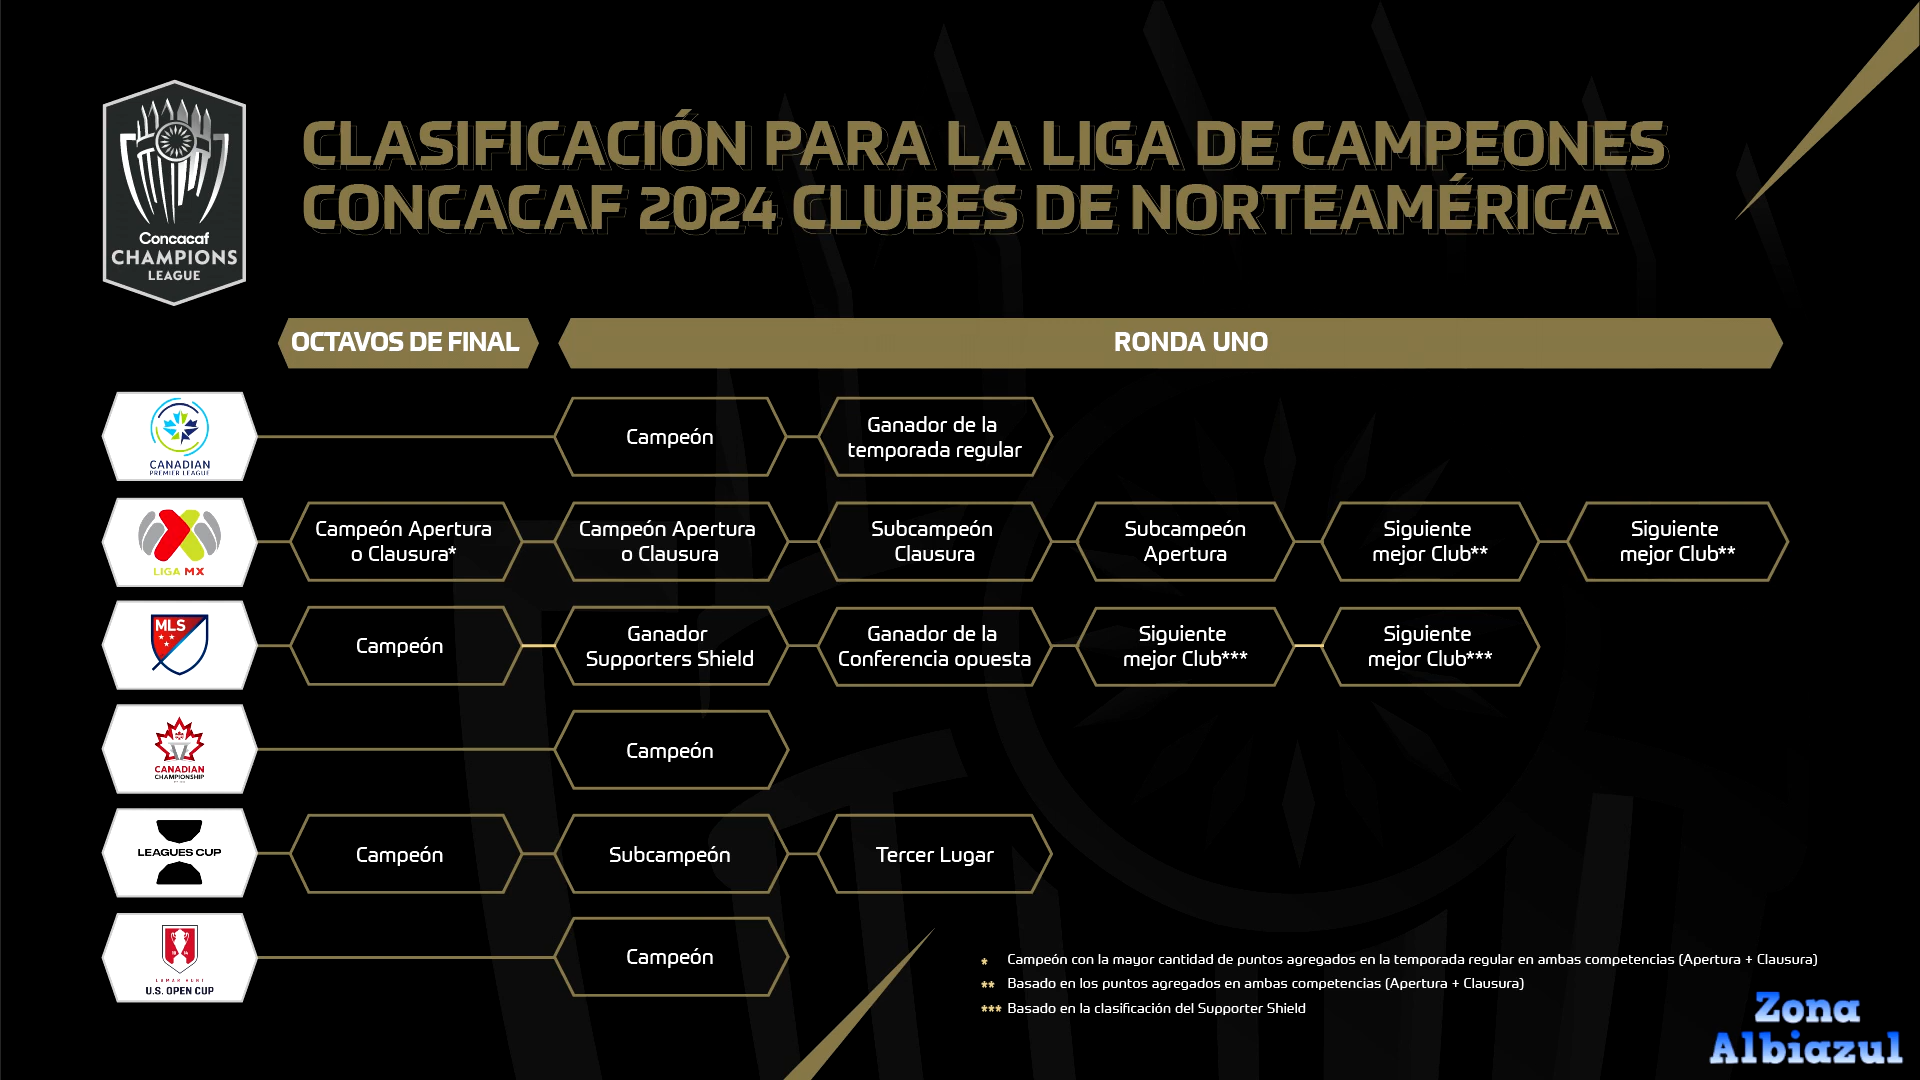 CLASIFICACIÓN PARA LA LIGA DE CAMPEONES
CONCACAF 2024 CLUBES DE NORTEAMÉRICA
Concacaf
CHAMPIONS
LEAGUE
OCTAVOS DE FINAL
RONDA UNO
CANADIAN
PREMIER LEAGUE
Campeón
Ganador de la
temporada regular
LIGA MX
Campeón Apertura
o Clausura*
Campeón Apertura
o Clausura
Subcampeón
Clausura
Subcampeón
Apertura
Siguiente
mejor Club**
Siguiente
mejor Club**
MLS
Campeón
Ganador
Supporters Shield
Ganador de la
Conferencia opuesta
Siguiente
mejor Club***
Siguiente
mejor Club***
CANADIAN
CHAMPIONSHIP
Campeón
LEAGUES CUP
Campeón
Subcampeón
Tercer Lugar
LAMAR HUNT
U.S. OPEN CUP
Campeón
* Campeón con la mayor cantidad de puntos agregados en la temporada regular en ambas competencias (Apertura + Clausura)
** Basado en los puntos agregados en ambas competencias (Apertura + Clausura)
*** Basado en la clasificación del Supporter Shield
Zona
Albiazul